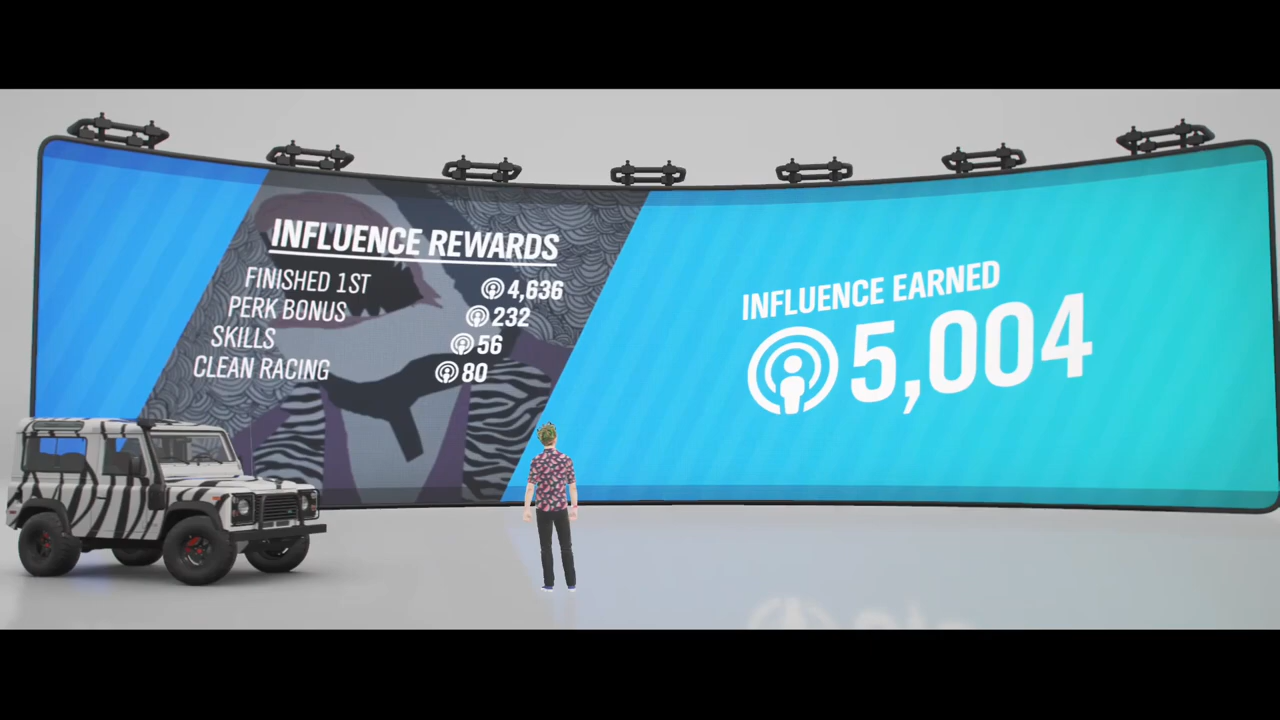 INFLUENCE REWARDS
FINISHED 1ST 4,636
PERK BONUS 232
SKILLS 56
CLEAN RACING 80
INFLUENCE EARNED
5,004